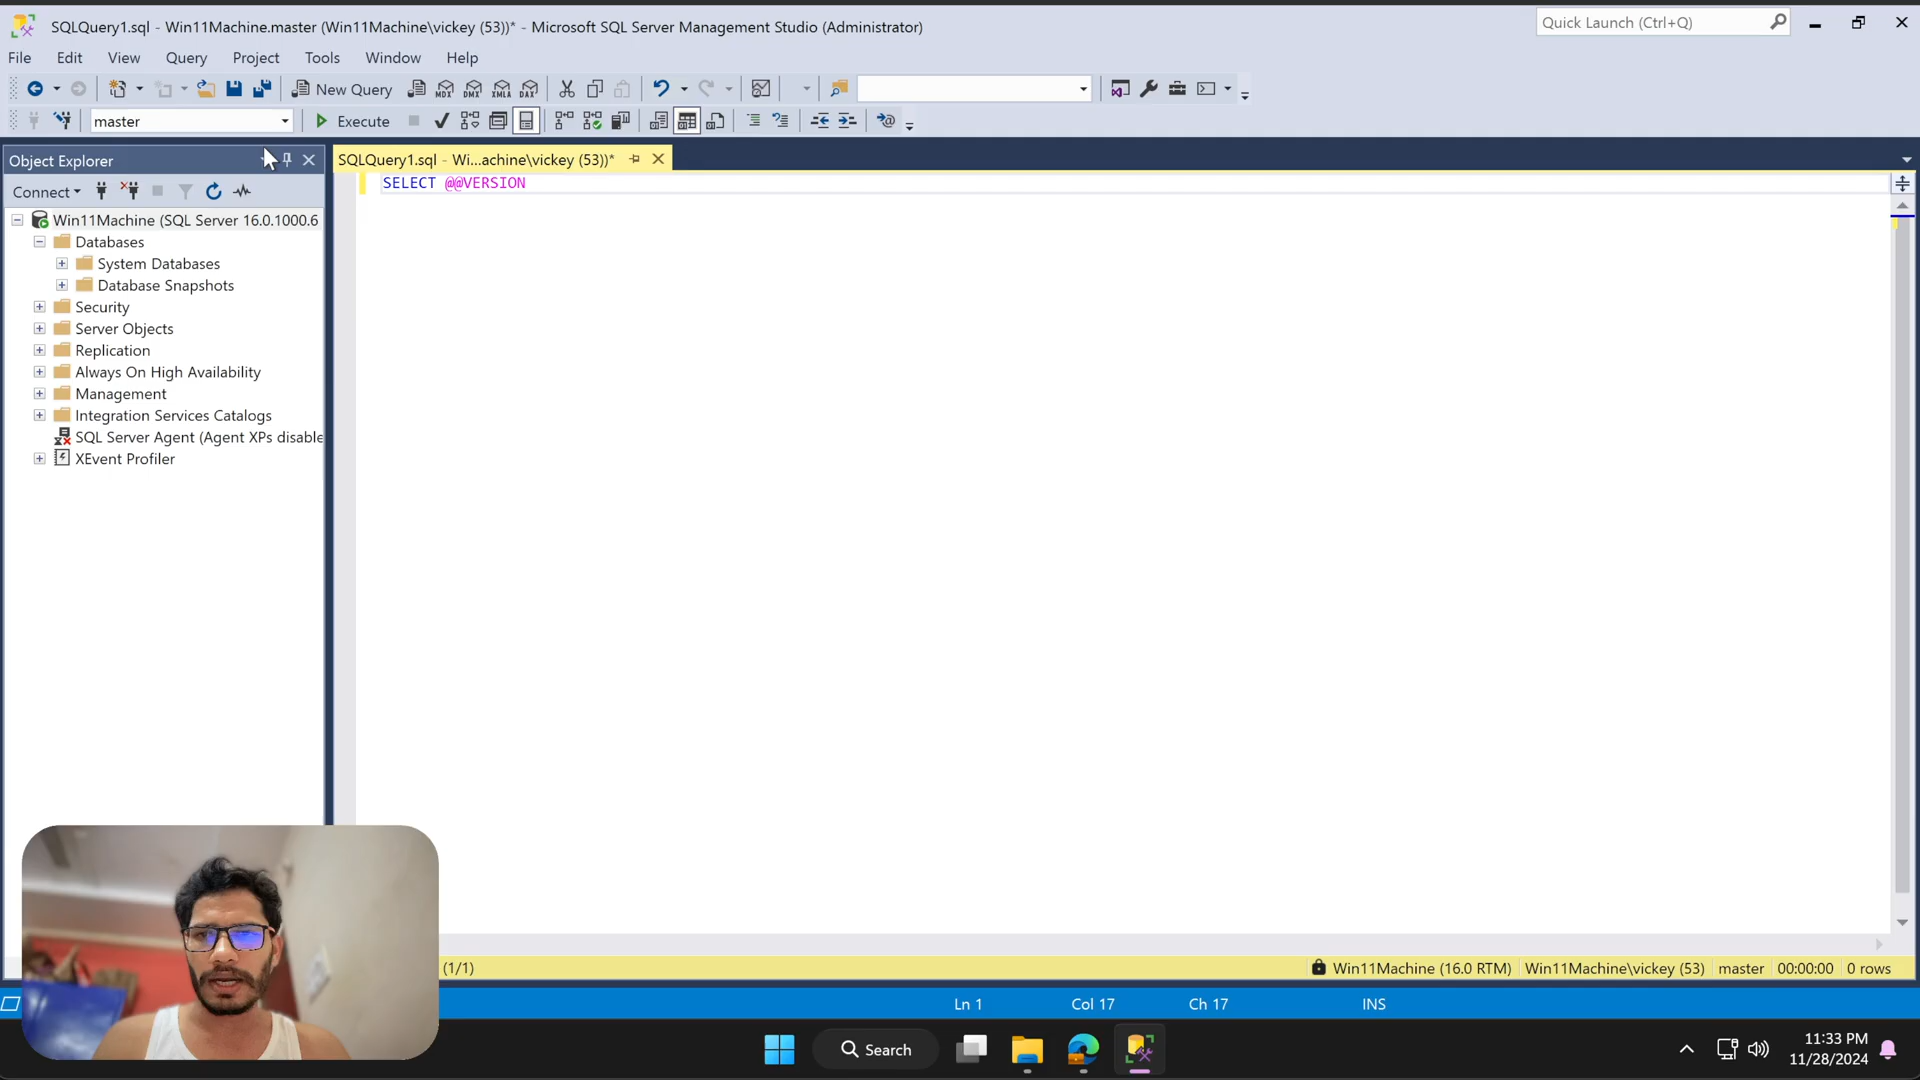 SQLQuery1.sql - Win11Machine.master (Win11Machine\vickey (53))* - Microsoft SQL Server Management Studio (Administrator)
Quick Launch (Ctrl+Q)
File Edit View Query Project Tools Window Help
New Query MDX DMX XMLA DAX
master Execute
Object Explorer
SQLQuery1.sql - Wi...achine\vickey (53))*
Connect
SELECT @@VERSION
Win11Machine (SQL Server 16.0.1000.6
Databases
System Databases
Database Snapshots
Security
Server Objects
Replication
Always On High Availability
Management
Integration Services Catalogs
SQL Server Agent (Agent XPs disable
XEvent Profiler
(1/1) Win11Machine (16.0 RTM) Win11Machine\vickey (53) master 00:00:00 0 rows
Ln 1 Col 17 Ch 17 INS
Search
11:33 PM
11/28/2024